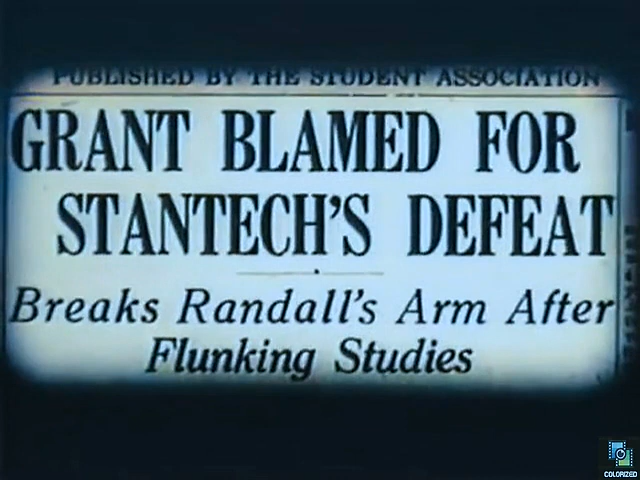 PUBLISHED BY THE STUDENT ASSOCIATION
GRANT BLAMED FOR
STANTECH'S DEFEAT
Breaks Randall's Arm After
Flunking Studies
COLORIZED